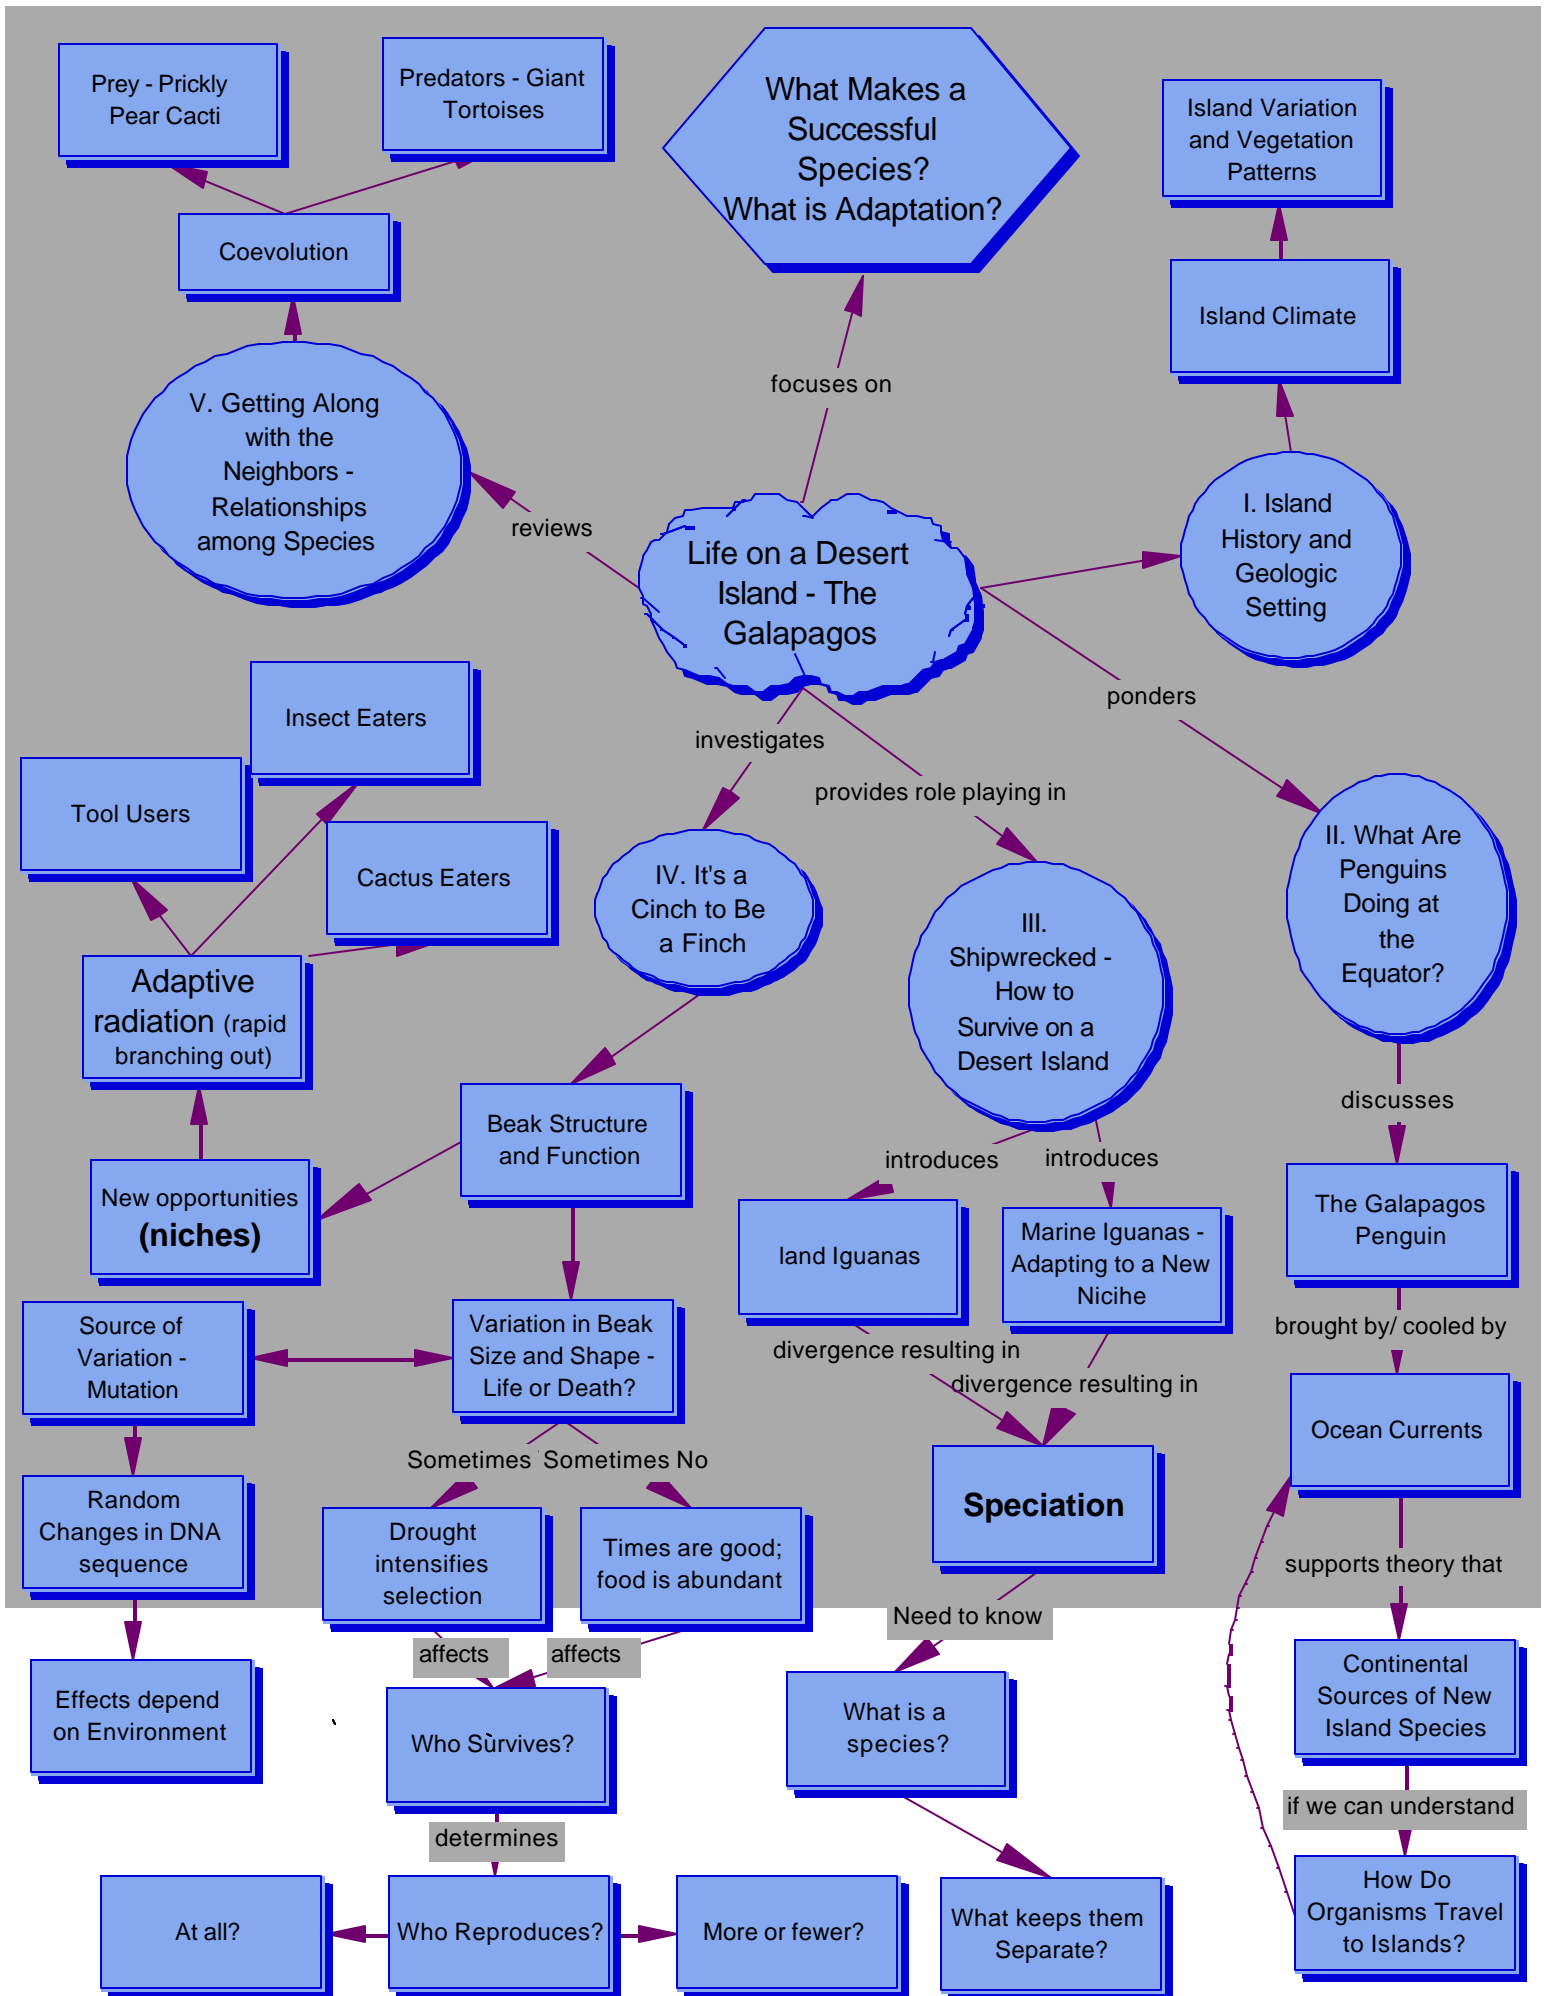 Prey - Prickly
Pear Cacti
Predators - Giant
Tortoises
What Makes a
Successful
Species?
What is Adaptation?
Island Variation
and Vegetation
Patterns
Coevolution
Island Climate
focuses on
V. Getting Along
with the
Neighbors -
Relationships
among Species
reviews
Life on a Desert
Island - The
Galapagos
I. Island
History and
Geologic
Setting
ponders
Insect Eaters
investigates
Tool Users
provides role playing in
Cactus Eaters
IV. It's a
Cinch to Be
a Finch
III.
Shipwrecked -
How to
Survive on a
Desert Island
II. What Are
Penguins
Doing at
the
Equator?
Adaptive
radiation (rapid
branching out)
discusses
Beak Structure
and Function
introduces
introduces
New opportunities
(niches)
land Iguanas
Marine Iguanas -
Adapting to a New
Nicihe
The Galapagos
Penguin
Source of
Variation -
Mutation
Variation in Beak
Size and Shape -
Life or Death?
brought by/ cooled by
divergence resulting in
divergence resulting in
Ocean Currents
Sometimes
Sometimes No
Random
Changes in DNA
sequence
Drought
intensifies
selection
Times are good;
food is abundant
Speciation
supports theory that
Need to know
affects
affects
Effects depend
on Environment
Who Survives?
What is a
species?
Continental
Sources of New
Island Species
if we can understand
determines
At all?
Who Reproduces?
More or fewer?
What keeps them
Separate?
How Do
Organisms Travel
to Islands?